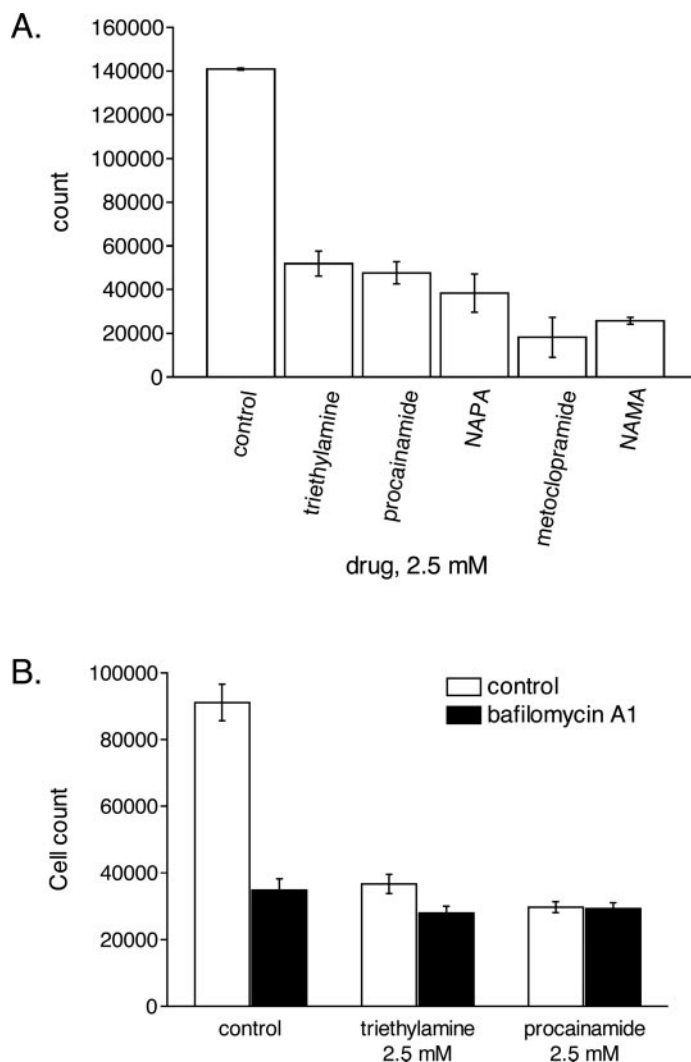 A.
160000
140000
120000
100000
80000
60000
40000
20000
0
count
control
triethylamine
procainamide
NAPA
metoclopramide
NAMA
drug, 2.5 mM
B.
100000
80000
60000
40000
20000
0
Cell count
control
bafilomycin A1
control
triethylamine
2.5 mM
procainamide
2.5 mM